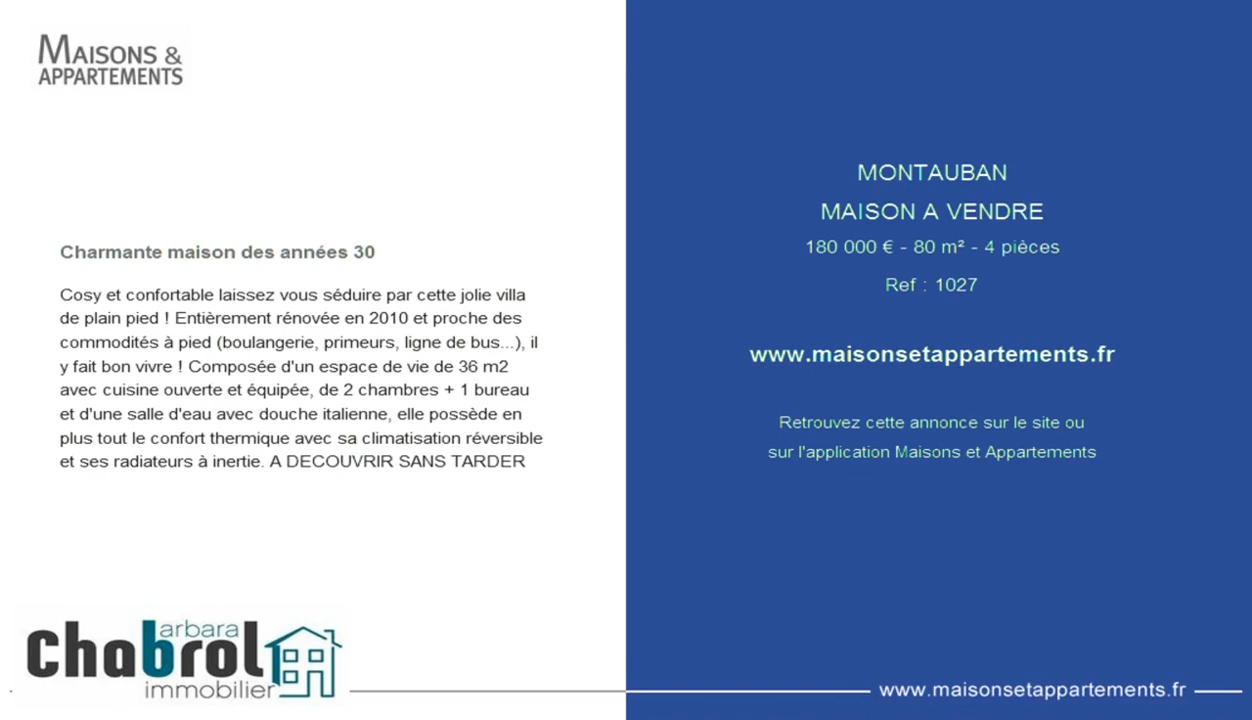 MAISONS &
APPARTEMENTS
Charmante maison des années 30
Cosy et confortable laissez vous séduire par cette jolie villa
de plain pied ! Entièrement rénovée en 2010 et proche des
commodités à pied (boulangerie, primeurs, ligne de bus...), il
y fait bon vivre ! Composée d'un espace de vie de 36 m2
avec cuisine ouverte et équipée, de 2 chambres + 1 bureau
et d'une salle d'eau avec douche italienne, elle possède en
plus tout le confort thermique avec sa climatisation réversible
et ses radiateurs à inertie. A DECOUVRIR SANS TARDER
arbara
Chabrol
immobilier
MONTAUBAN
MAISON A VENDRE
180 000 € - 80 m² - 4 pièces
Ref : 1027
www.maisonsetappartements.fr
Retrouvez cette annonce sur le site ou
sur l'application Maisons et Appartements
www.maisonsetappartements.fr